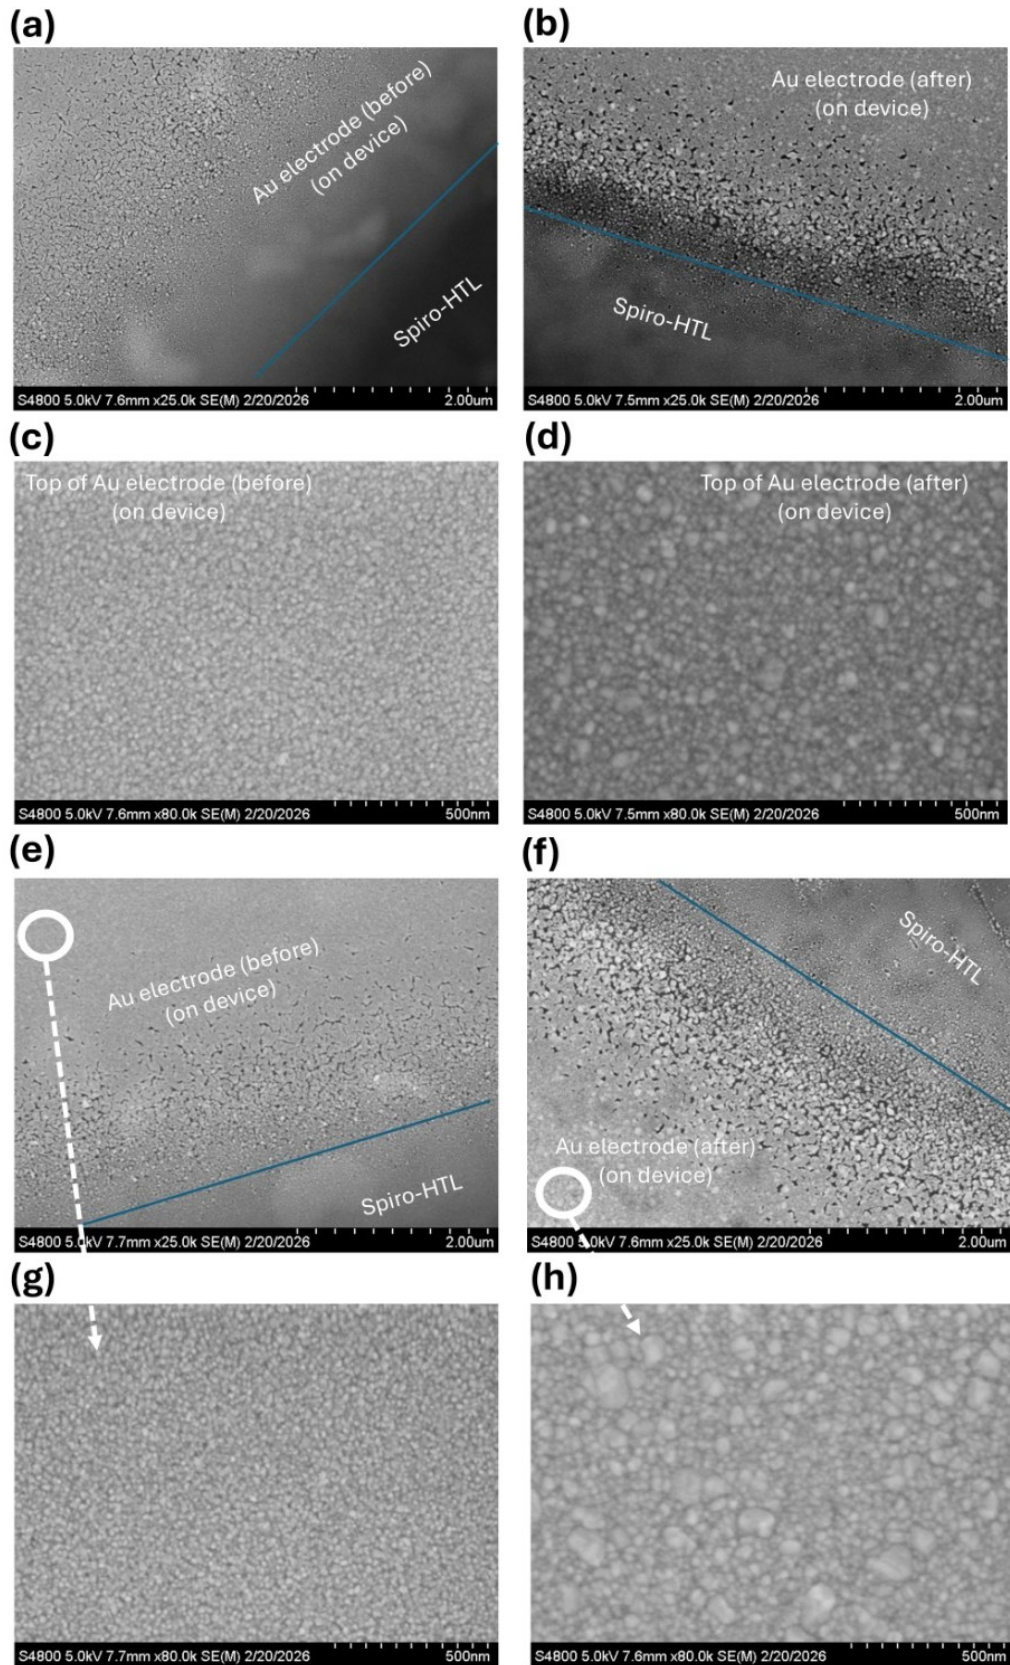 (a)
Au electrode (before)
(on device)
Spiro-HTL
S4800 5.0kV 7.6mm x25.0k SE(M) 2/20/2026
2.00um
(b)
Au electrode (after)
(on device)
Spiro-HTL
S4800 5.0kV 7.5mm x25.0k SE(M) 2/20/2026
2.00um
(c)
Top of Au electrode (before)
(on device)
S4800 5.0kV 7.6mm x80.0k SE(M) 2/20/2026
500nm
(d)
Top of Au electrode (after)
(on device)
S4800 5.0kV 7.5mm x80.0k SE(M) 2/20/2026
500nm
(e)
Au electrode (before)
(on device)
Spiro-HTL
S4800 5.0kV 7.7mm x25.0k SE(M) 2/20/2026
2.00um
(f)
Spiro-HTL
Au electrode (after)
(on device)
S4800 5.0kV 7.6mm x25.0k SE(M) 2/20/2026
2.00um
(g)
S4800 5.0kV 7.7mm x80.0k SE(M) 2/20/2026
500nm
(h)
S4800 5.0kV 7.6mm x80.0k SE(M) 2/20/2026
500nm